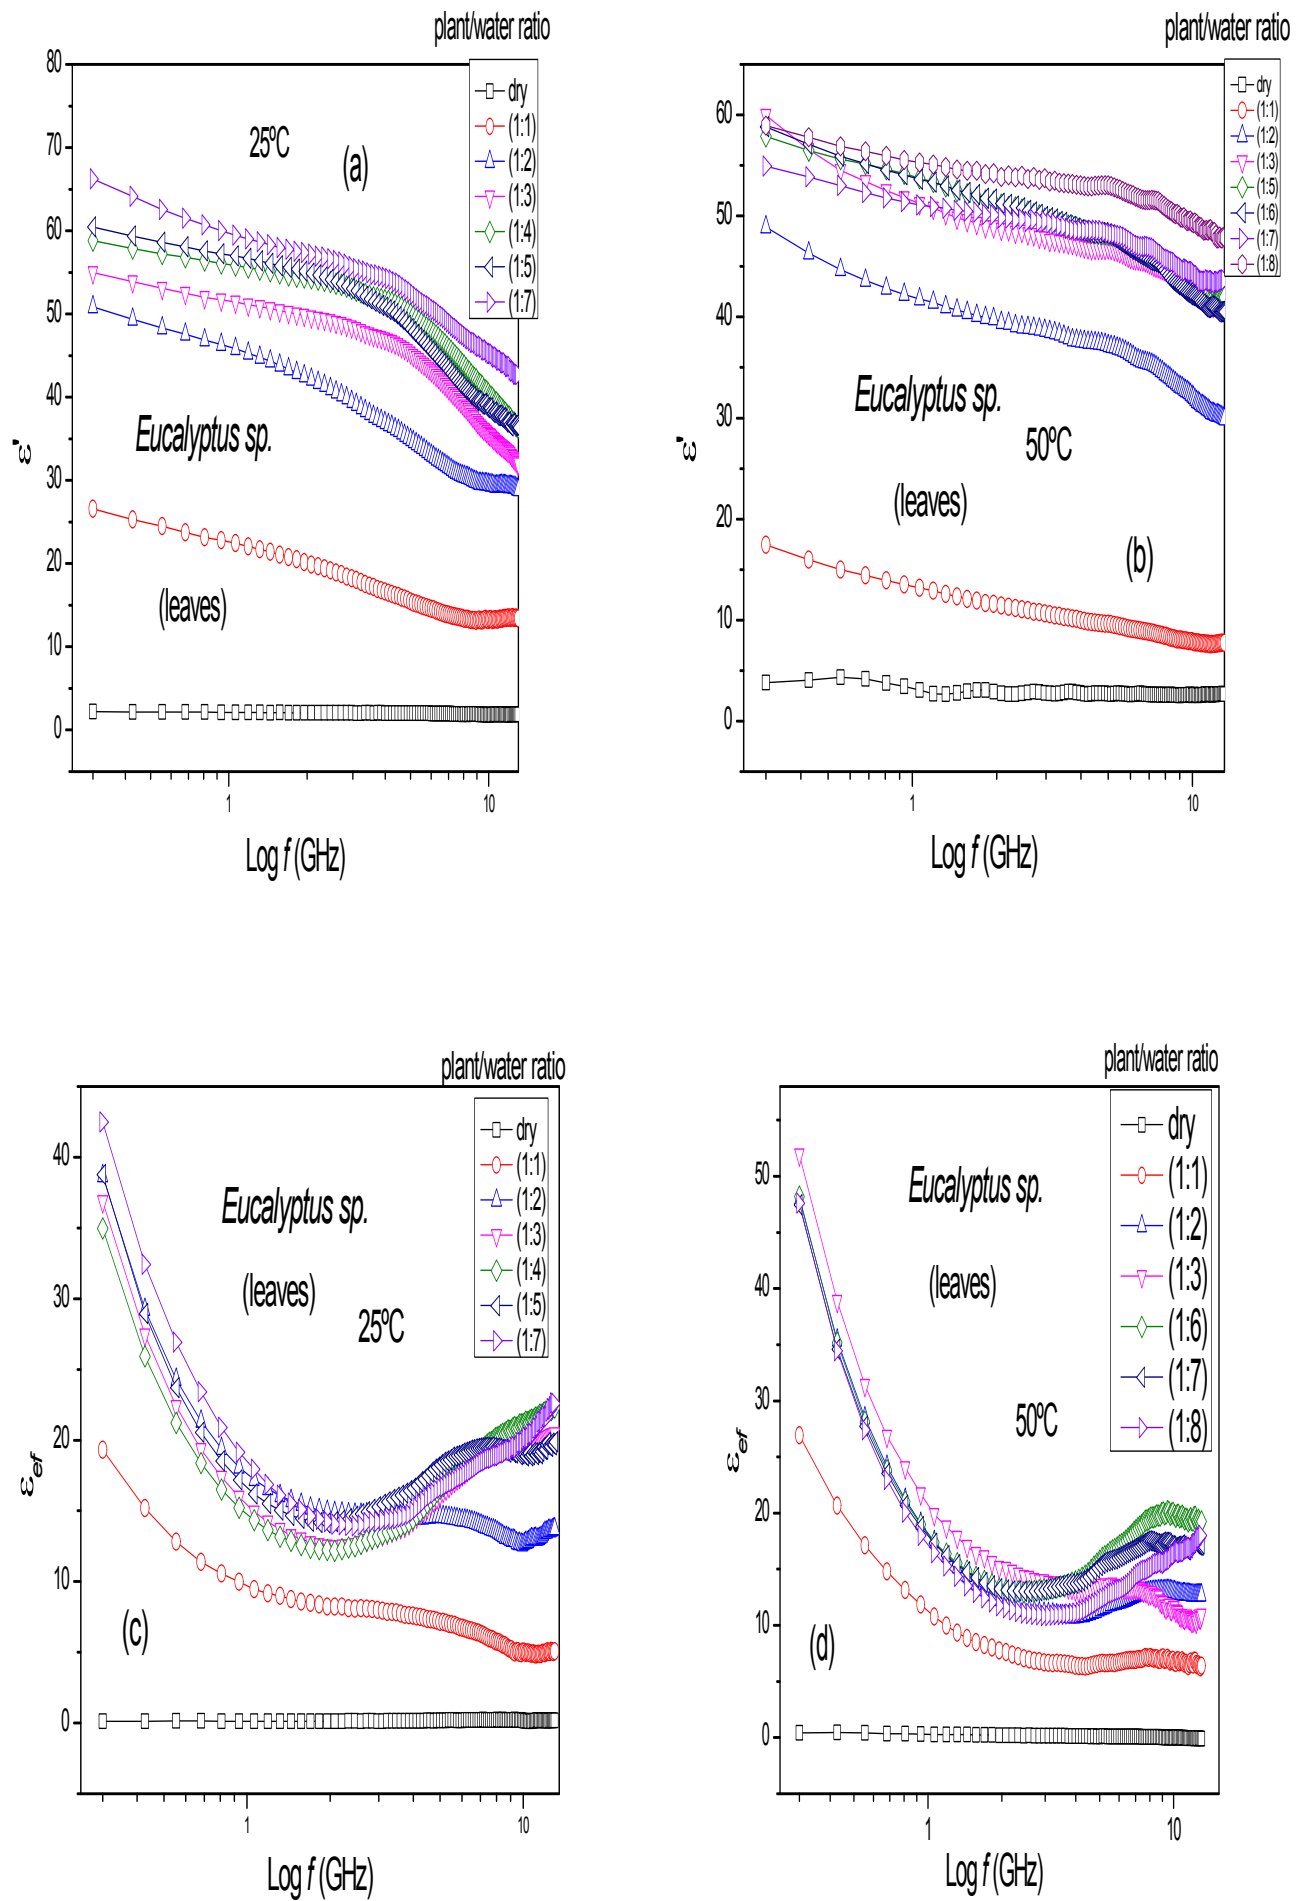 plant/water ratio
80
70
60
50
40
30
20
10
0
ε'
25ºC
(a)
dry
(1:1)
(1:2)
(1:3)
(1:4)
(1:5)
(1:7)
Eucalyptus sp.
(leaves)
1
10
Log f (GHz)
plant/water ratio
60
50
40
30
20
10
0
ε'
dry
(1:1)
(1:2)
(1:3)
(1:5)
(1:6)
(1:7)
(1:8)
Eucalyptus sp.
50ºC
(leaves)
(b)
1
10
Log f (GHz)
plant/water ratio
40
30
20
10
0
εef
dry
(1:1)
(1:2)
(1:3)
(1:4)
(1:5)
(1:7)
Eucalyptus sp.
(leaves)
25ºC
(c)
1
10
Log f (GHz)
plant/water ratio
50
40
30
20
10
0
εef
dry
(1:1)
(1:2)
(1:3)
(1:6)
(1:7)
(1:8)
Eucalyptus sp.
(leaves)
50ºC
(d)
1
10
Log f (GHz)